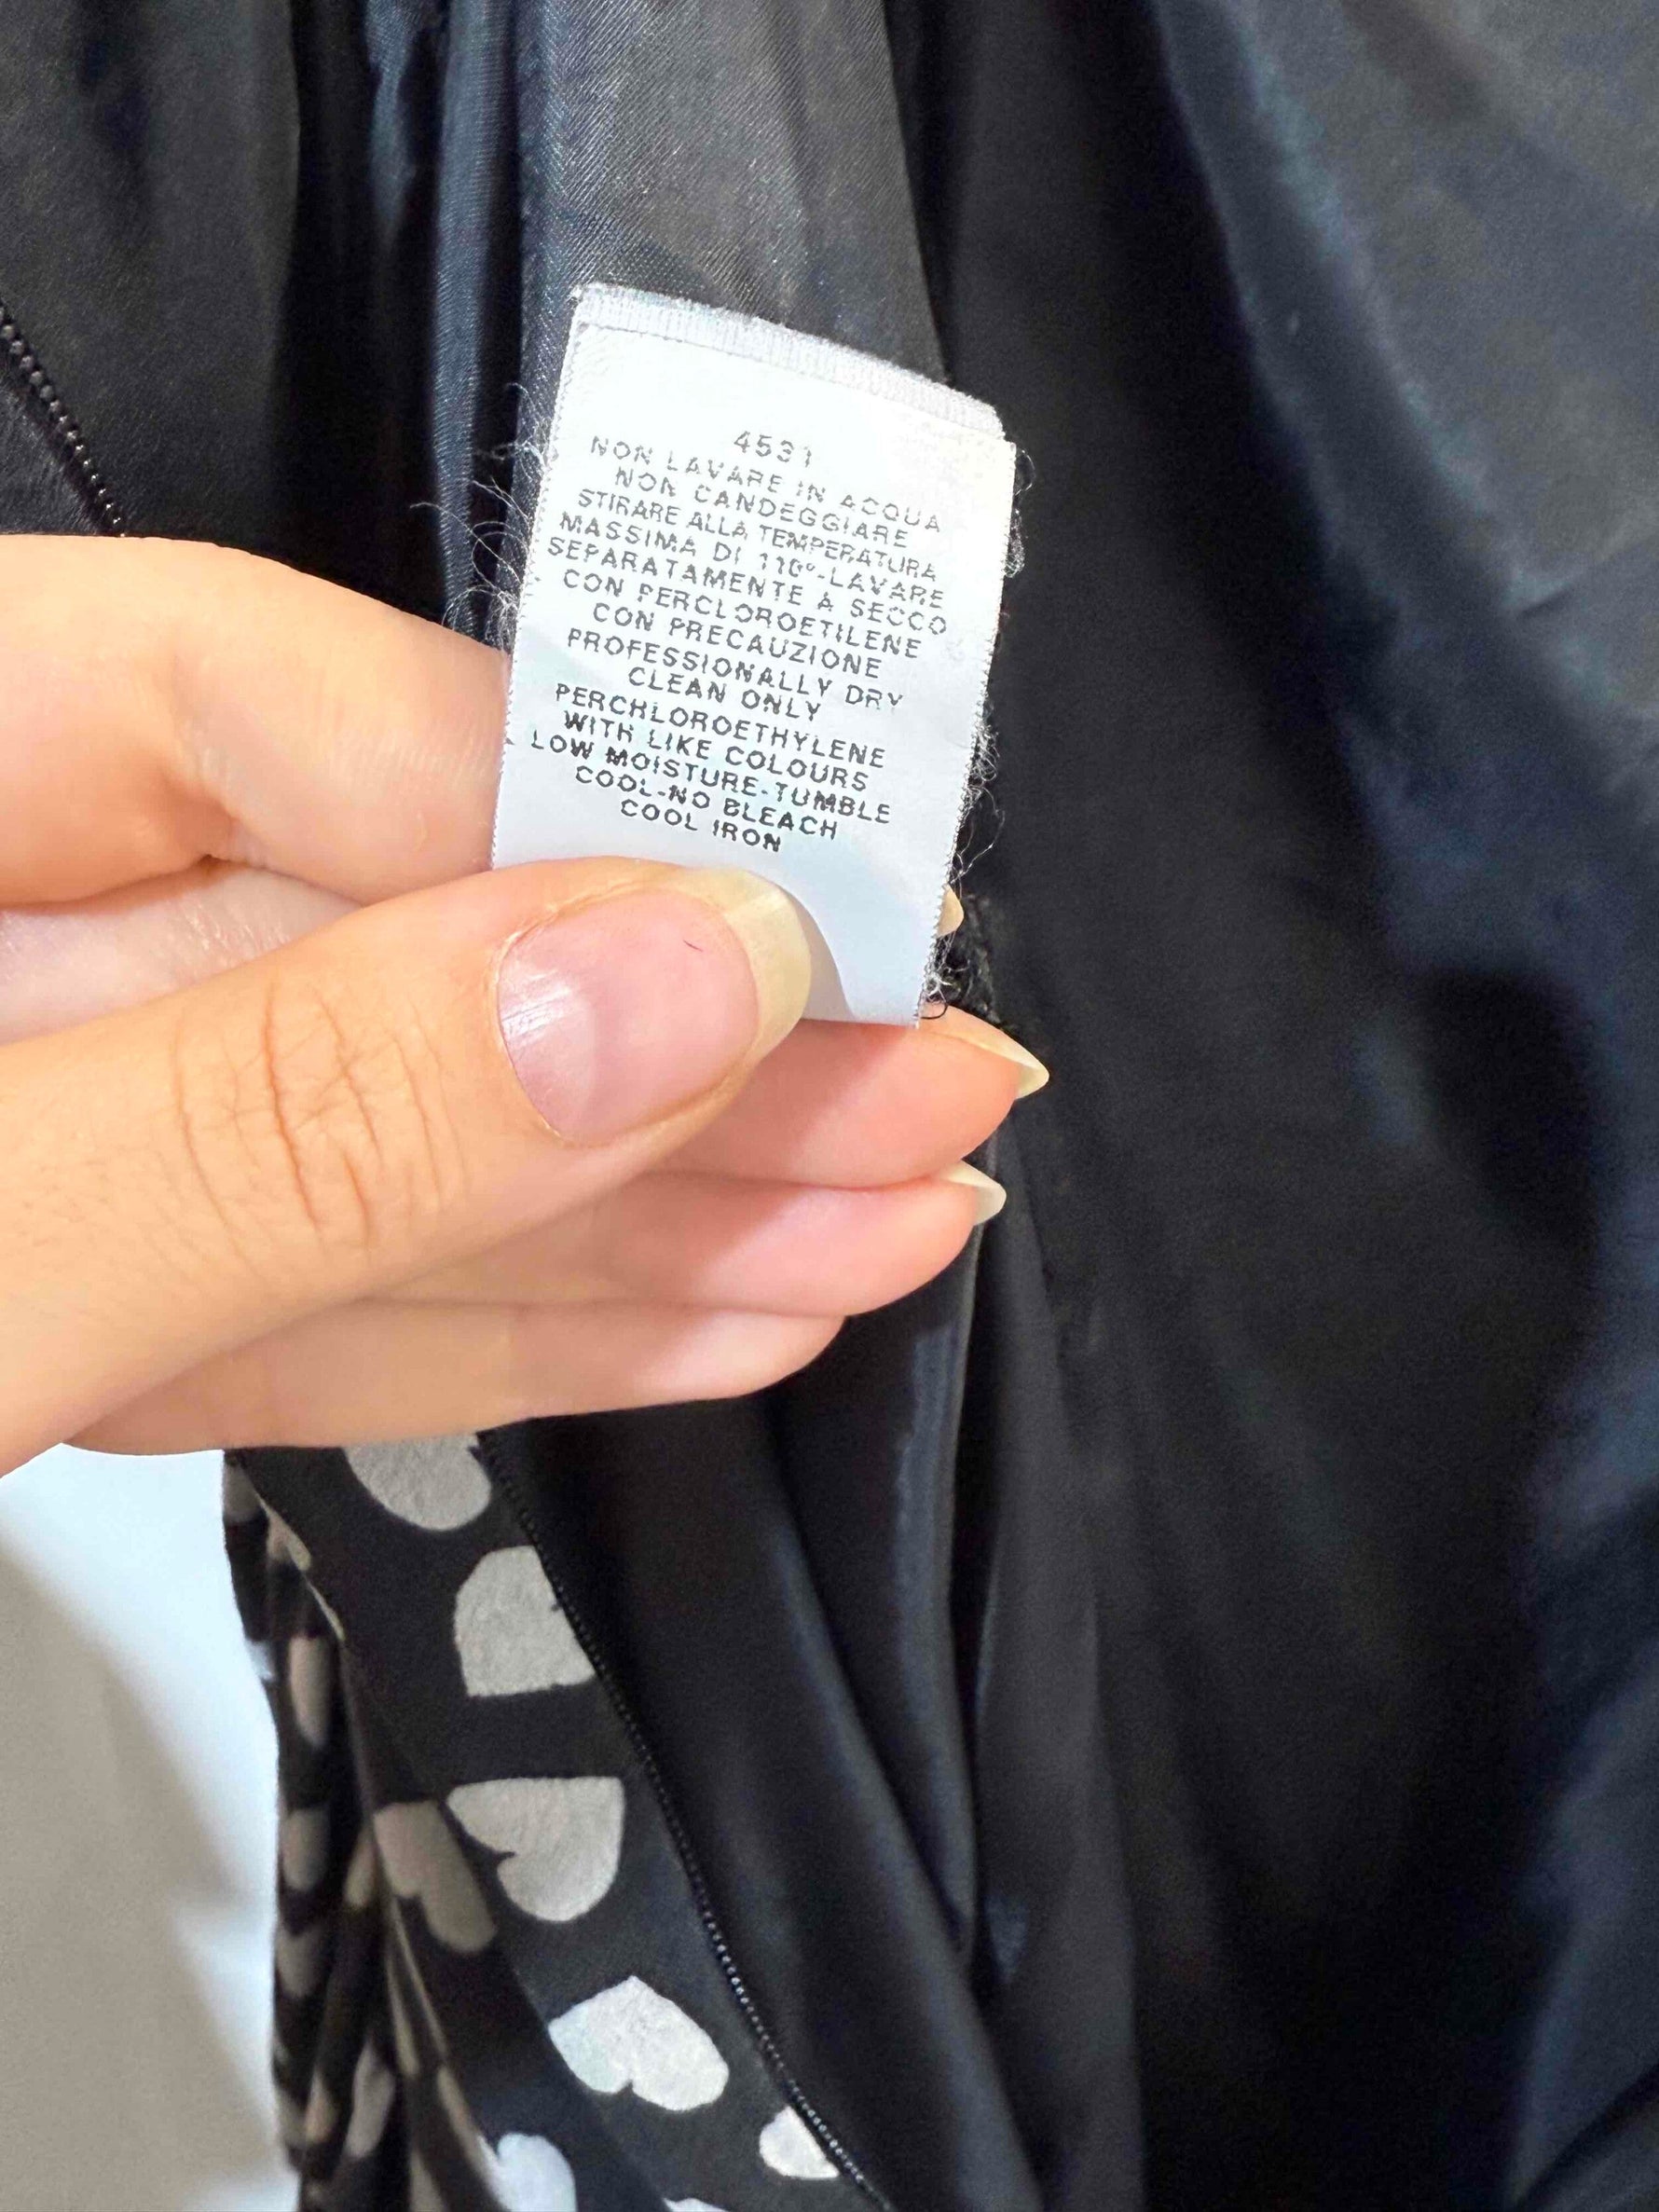 4531
NON LAVARE IN ACQUA
NON CANDEGGIARE
STIRARE ALLA TEMPERATURA
MASSIMA DI 110°-LAVARE
SEPARATAMENTE A SECCO
CON PERCLOROETILENE
CON PRECAUZIONE
PROFESSIONALLY DRY
CLEAN ONLY
PERCHLOROETHYLENE
WITH LIKE COLOURS
LOW MOISTURE-TUMBLE
COOL-NO BLEACH
COOL IRON